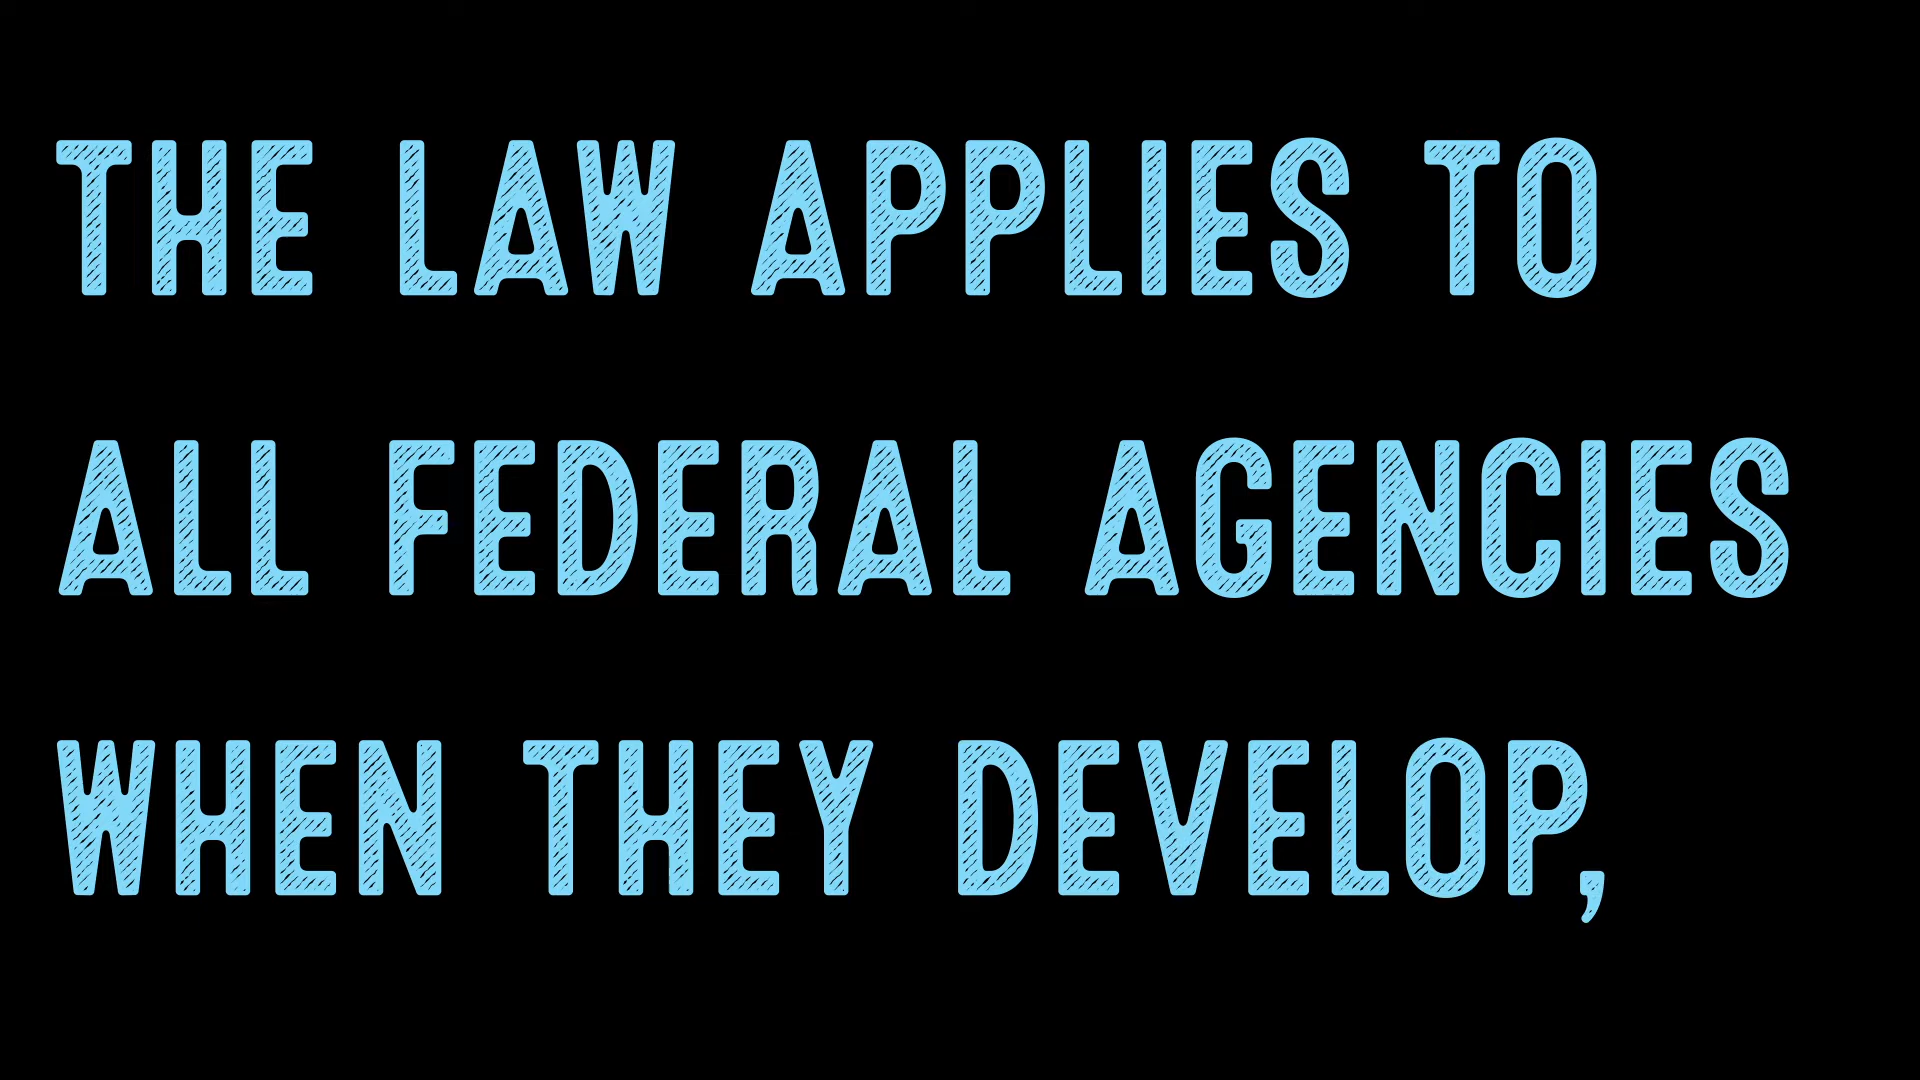 THE LAW APPLIES TO
ALL FEDERAL AGENCIES
WHEN THEY DEVELOP,